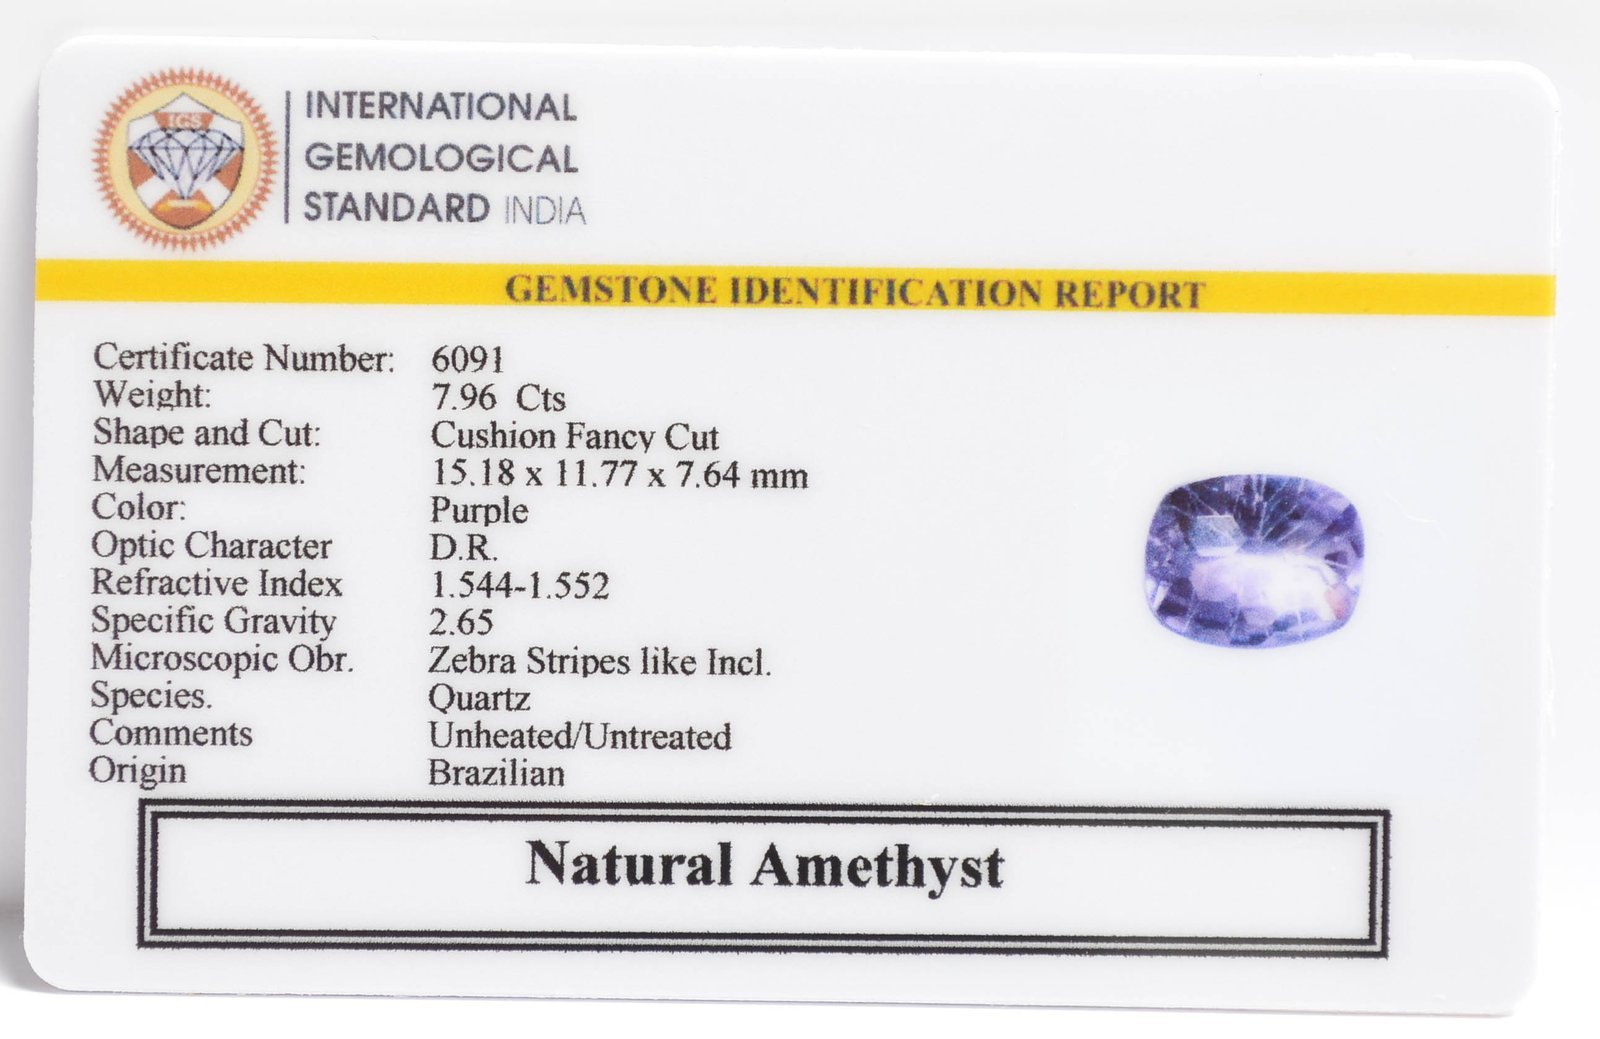 IGS
INTERNATIONAL
GEMOLOGICAL
STANDARD INDIA
GEMSTONE IDENTIFICATION REPORT
Certificate Number: 6091
Weight: 7.96 Cts
Shape and Cut: Cushion Fancy Cut
Measurement: 15.18 x 11.77 x 7.64 mm
Color: Purple
Optic Character D.R.
Refractive Index 1.544-1.552
Specific Gravity 2.65
Microscopic Obr. Zebra Stripes like Incl.
Species. Quartz
Comments Unheated/Untreated
Origin Brazilian
Natural Amethyst